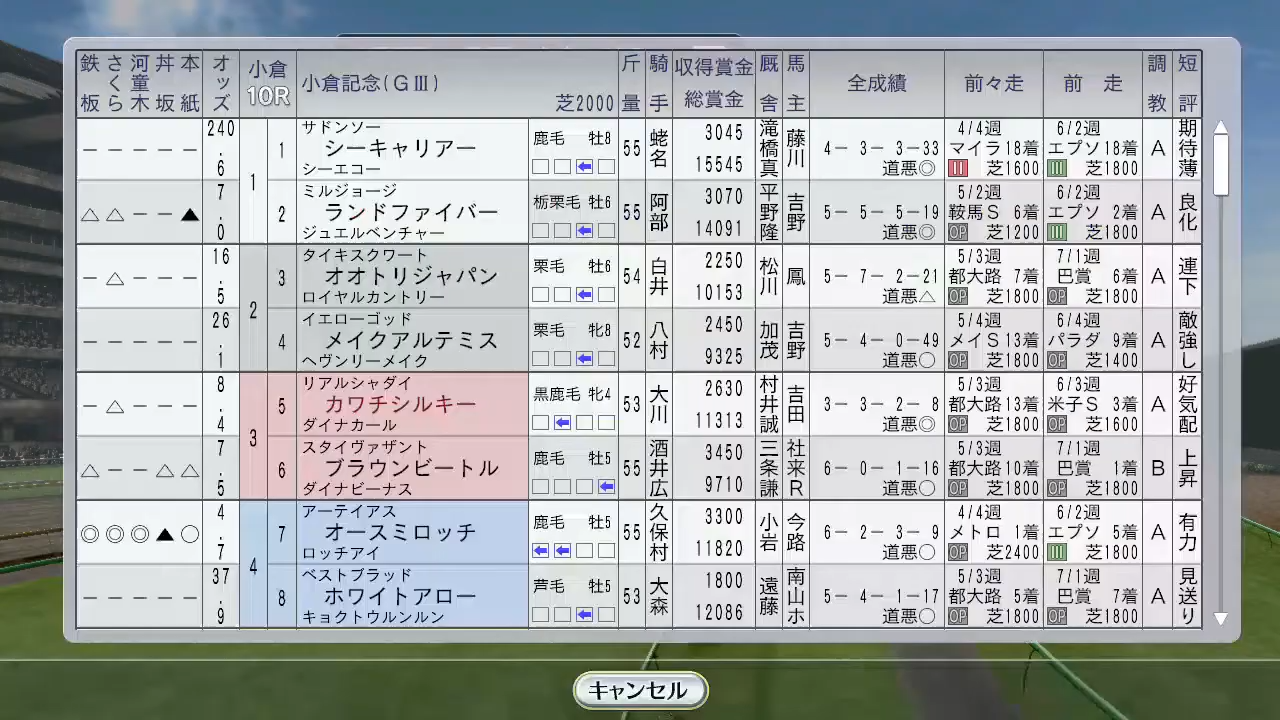 鉄板 さくら 河童木 丼坂 本紙 オッズ 小倉 10R 小倉記念(GⅢ) 芝2000 斤量 騎手 収得賞金 総賞金 厩舎 馬主 全成績 前々走 前 走 調教 短評
ーーーーー 240.6 1 1 サドンソー 鹿毛 牡8 55 蛯名 3045 滝橋真 藤川 4- 3- 3-33 4/4週 6/2週 A 期待薄
シーキャリアー マイラ18着 エプソ18着
シーエコー 15545 道悪◎ Ⅱ 芝1600 Ⅲ 芝1800
△△ーー▲ 7.0 2 ミルジョージ 栃栗毛 牡6 55 阿部 3070 平野隆 吉野 5- 5- 5-19 5/2週 6/2週 A 良化
ランドファイバー 鞍馬S 6着 エプソ 2着
ジュエルベンチャー 14091 道悪◎ OP 芝1200 Ⅲ 芝1800
ー△ーーー 16.5 2 3 タイキスクワート 栗毛 牡6 54 白井 2250 松川 鳳 5- 7- 2-21 5/3週 7/1週 A 連下
オオトリジャパン 都大路 7着 巴賞 6着
ロイヤルカントリー 10153 道悪△ OP 芝1800 OP 芝1800
ーーーーー 26.1 4 イエローゴッド 栗毛 牝8 52 八村 2450 加茂 吉野 5- 4- 0-49 5/4週 6/4週 A 敵強し
メイクアルテミス メイS13着 パラダ 9着
ヘヴンリーメイク 9325 道悪○ OP 芝1800 OP 芝1400
ー△ーーー 8.4 3 5 リアルシャダイ 黒鹿毛 牝4 53 大川 2630 村井誠 吉田 3- 3- 2- 8 5/3週 6/3週 A 好気配
カワチシルキー 都大路13着 米子S 3着
ダイナカール 11313 道悪◎ OP 芝1800 OP 芝1600
△ーー△△ 7.5 6 スタイヴァザント 鹿毛 牡5 55 酒井広 3450 三条謙 社来R 6- 0- 1-16 5/3週 7/1週 B 上昇
ブラウンビートル 都大路10着 巴賞 1着
ダイナビーナス 9710 道悪○ OP 芝1800 OP 芝1800
◎◎◎▲○ 4.7 4 7 アーテイアス 鹿毛 牡5 55 久保村 3300 小岩 今路 6- 2- 3- 9 4/4週 6/2週 A 有力
オースミロッチ メトロ 1着 エプソ 5着
ロッチアイ 11820 道悪○ OP 芝2400 Ⅲ 芝1800
ーーーーー 37.9 8 ベストブラッド 芦毛 牡5 53 大森 1800 遠藤 南山ホ 5- 4- 1-17 5/3週 7/1週 A 見送り
ホワイトアロー 都大路 5着 巴賞 7着
キョクトウルンルン 12086 道悪○ OP 芝1800 OP 芝1800
キャンセル